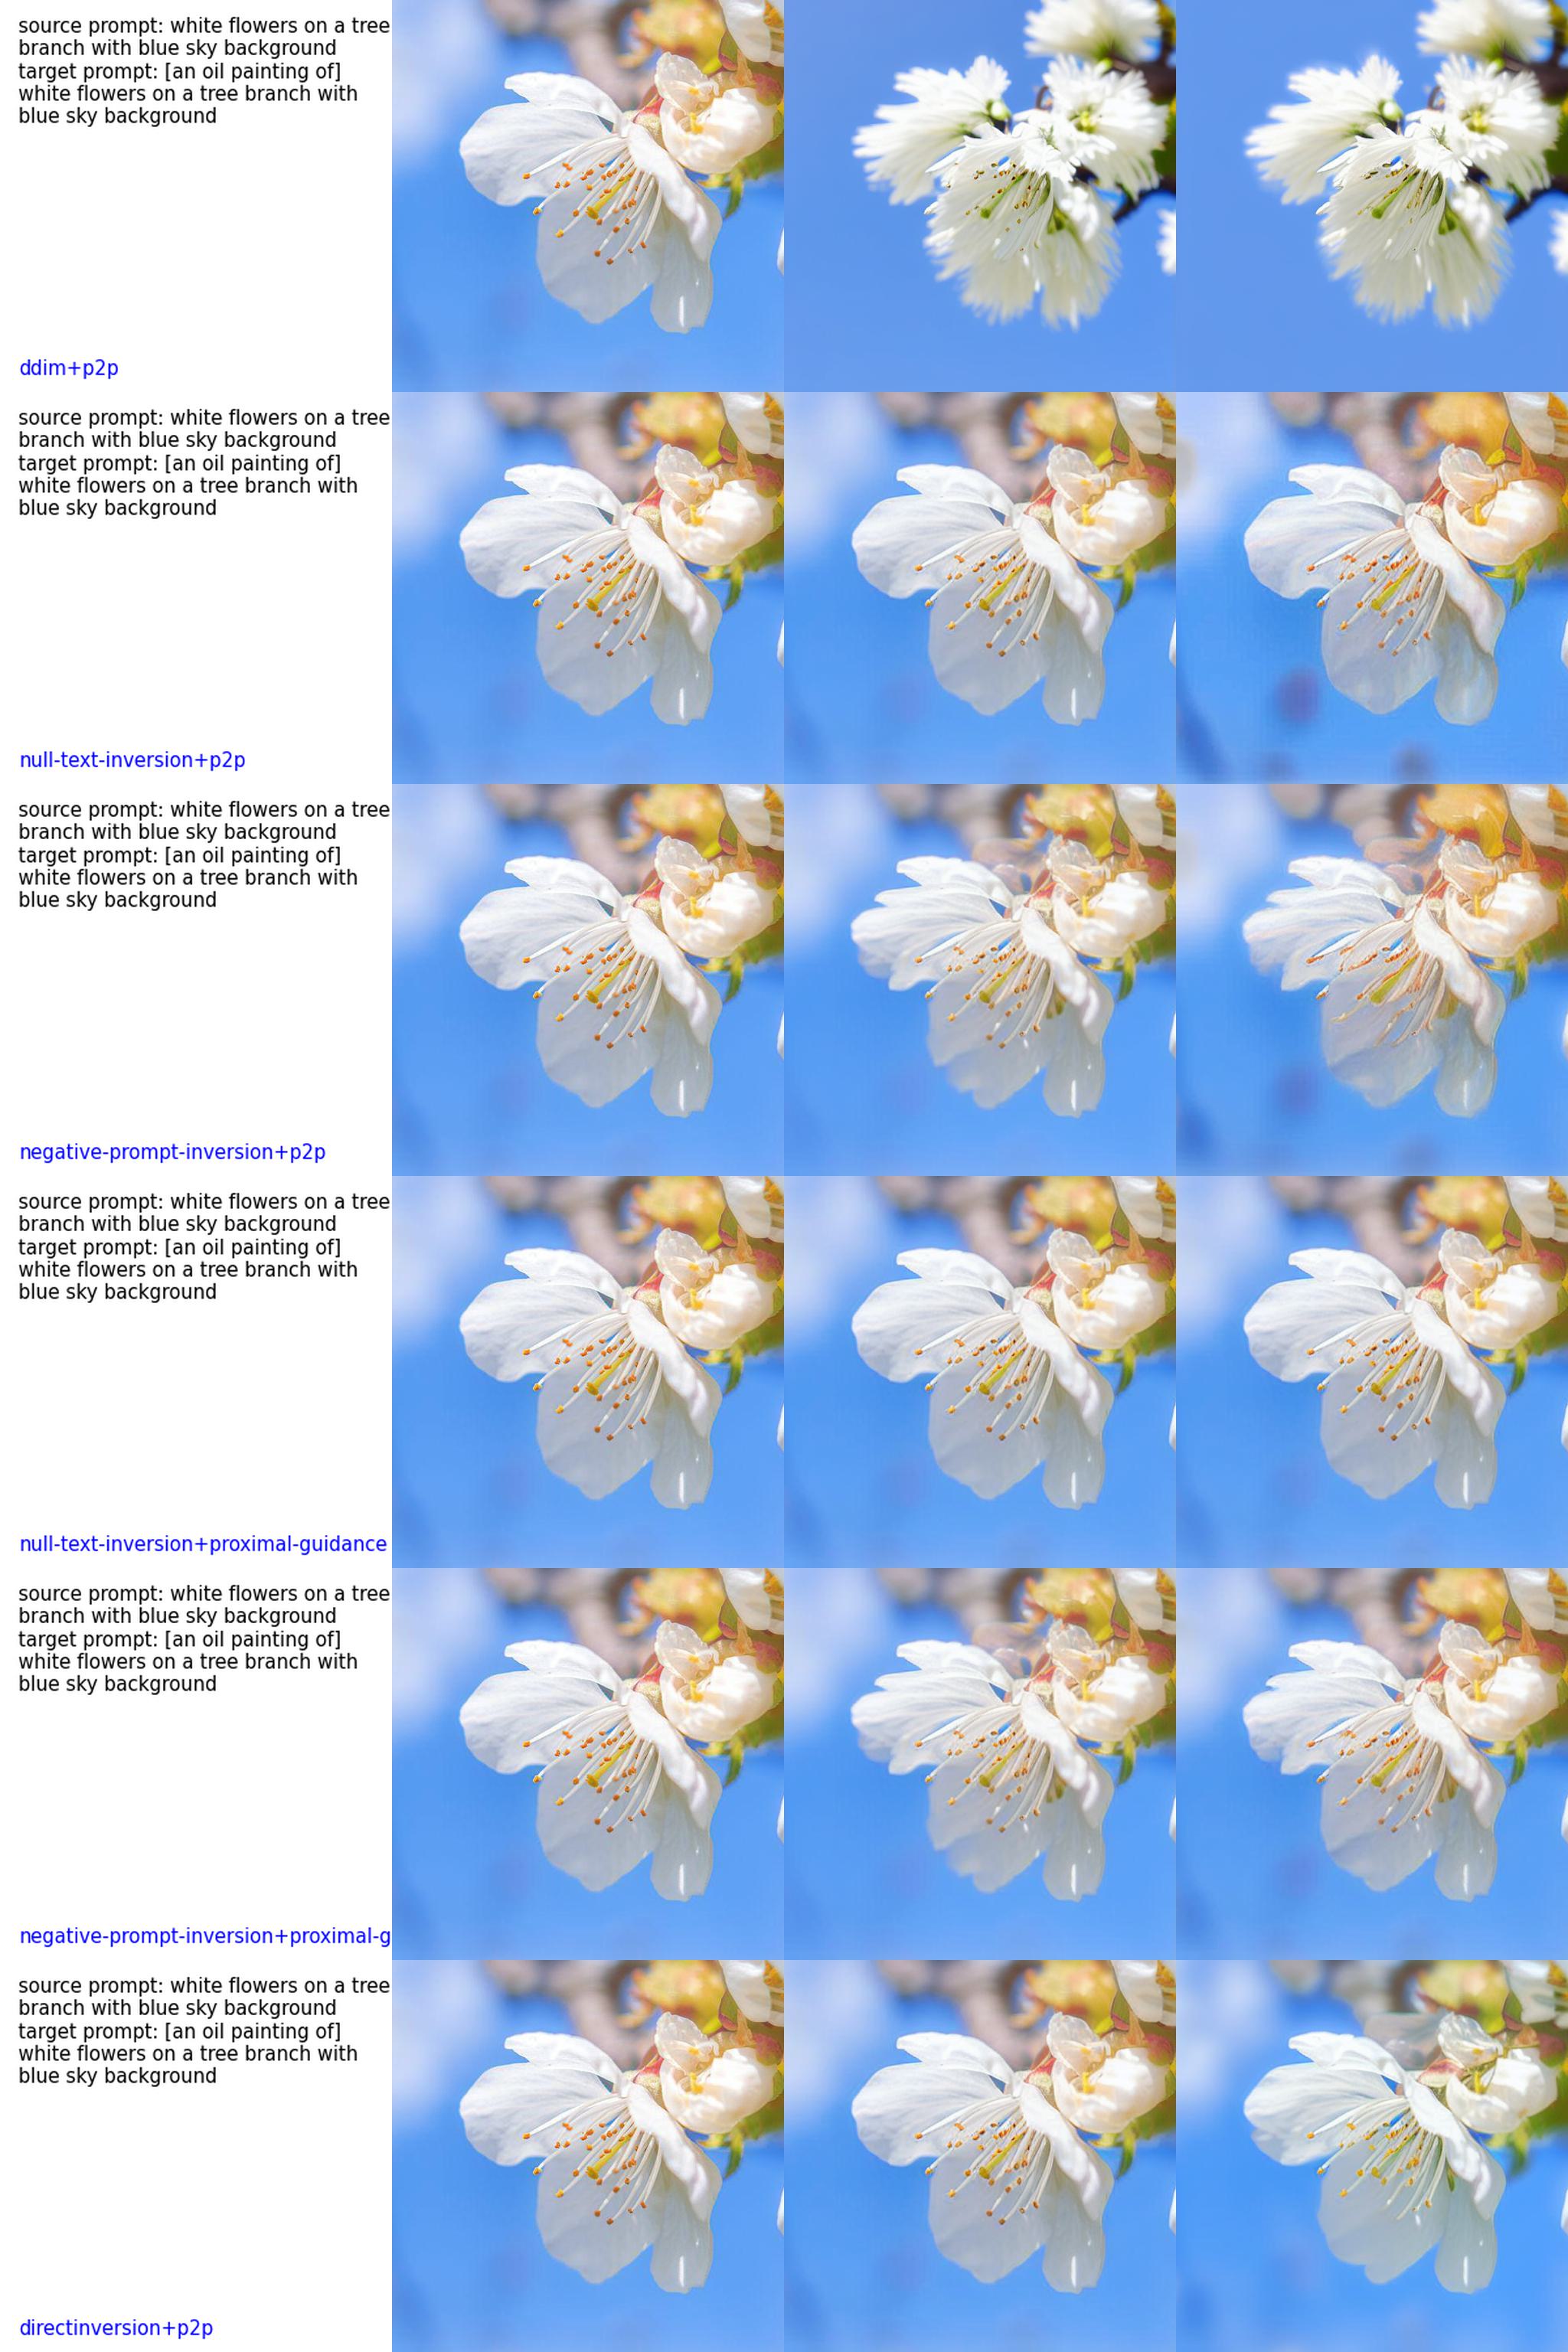 source prompt: white flowers on a tree
branch with blue sky background
target prompt: [an oil painting of]
white flowers on a tree branch with
blue sky background
ddim+p2p
source prompt: white flowers on a tree
branch with blue sky background
target prompt: [an oil painting of]
white flowers on a tree branch with
blue sky background
null-text-inversion+p2p
source prompt: white flowers on a tree
branch with blue sky background
target prompt: [an oil painting of]
white flowers on a tree branch with
blue sky background
negative-prompt-inversion+p2p
source prompt: white flowers on a tree
branch with blue sky background
target prompt: [an oil painting of]
white flowers on a tree branch with
blue sky background
null-text-inversion+proximal-guidance
source prompt: white flowers on a tree
branch with blue sky background
target prompt: [an oil painting of]
white flowers on a tree branch with
blue sky background
negative-prompt-inversion+proximal-g
source prompt: white flowers on a tree
branch with blue sky background
target prompt: [an oil painting of]
white flowers on a tree branch with
blue sky background
directinversion+p2p